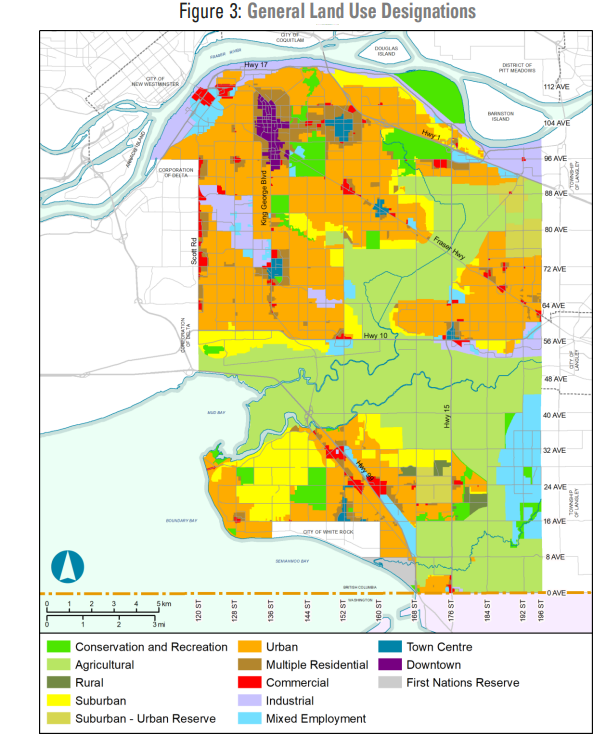 Figure 3: General Land Use Designations
CITY OF
COQUITLAM
DOUGLAS
ISLAND
FRASER RIVER
Hwy 17
DISTRICT OF
PITT MEADOWS
CITY OF
NEW WESTMINSTER
112 AVE
BARNSTON
ISLAND
104 AVE
Hwy 1
ANNACIS ISLAND
96 AVE
CORPORATION
OF DELTA
TOWNSHIP
OF LANGLEY
88 AVE
King George Blvd
80 AVE
Scott Rd
Fraser Hwy
72 AVE
64 AVE
CORPORATION
OF DELTA
Hwy 10
56 AVE
CITY OF
LANGLEY
48 AVE
MUD BAY
Hwy 15
40 AVE
32 AVE
Hwy 99
24 AVE
TOWNSHIP
OF LANGLEY
BOUNDARY BAY
16 AVE
CITY OF WHITE ROCK
SEMIAHMOO BAY
8 AVE
BRITISH COLUMBIA
0 AVE
WASHINGTON
0 1 2 3 4 5 km
0 1 2 3 mi
120 ST
128 ST
136 ST
144 ST
152 ST
160 ST
168 ST
176 ST
184 ST
192 ST
196 ST
Conservation and Recreation
Agricultural
Rural
Suburban
Suburban - Urban Reserve
Urban
Multiple Residential
Commercial
Industrial
Mixed Employment
Town Centre
Downtown
First Nations Reserve